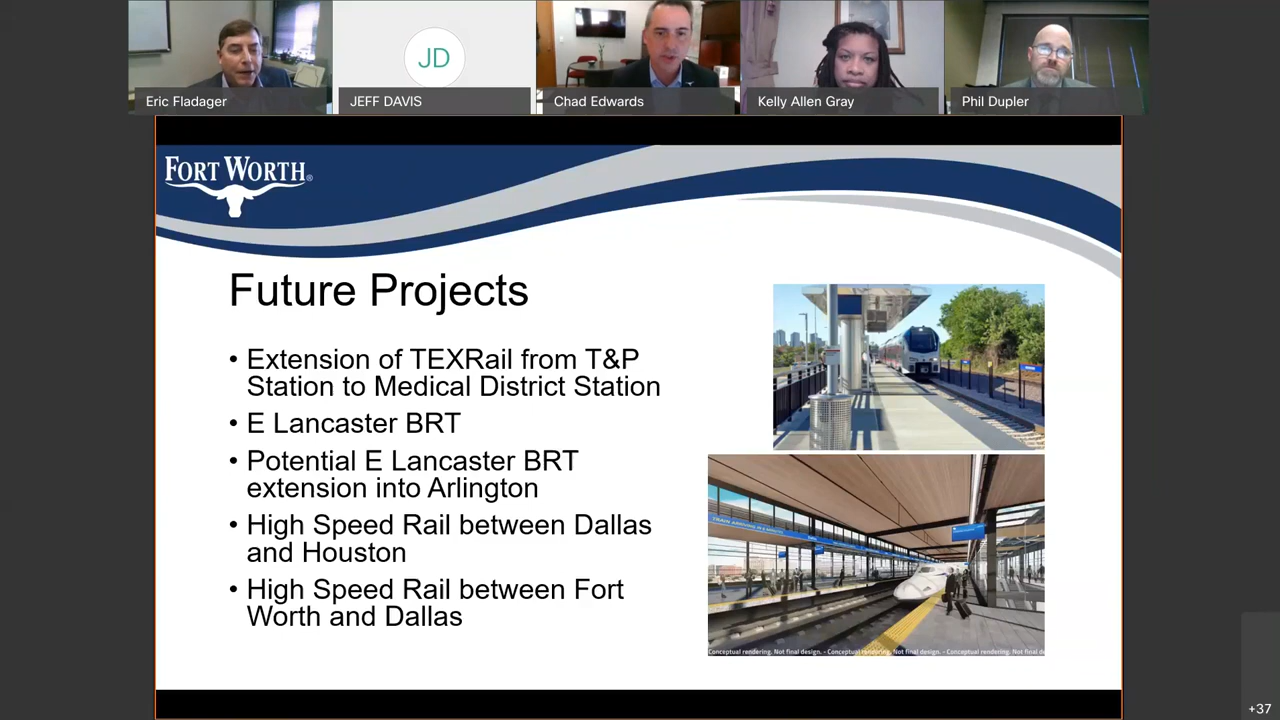 Eric Fladager
JD
JEFF DAVIS
Chad Edwards
Kelly Allen Gray
Phil Dupler
FORT WORTH®
Future Projects
• Extension of TEXRail from T&P
Station to Medical District Station
• E Lancaster BRT
• Potential E Lancaster BRT
extension into Arlington
• High Speed Rail between Dallas
and Houston
• High Speed Rail between Fort
Worth and Dallas
Conceptual rendering. Not final design. - Conceptual rendering. Not final design. - Conceptual rendering. Not final de
+37